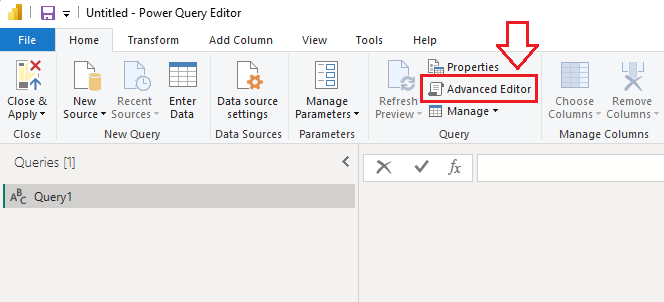 Untitled - Power Query Editor
File Home Transform Add Column View Tools Help
Close & Apply
New Source
Recent Sources
Enter Data
Data source settings
Manage Parameters
Refresh Preview
Properties
Advanced Editor
Manage
Choose Columns
Remove Columns
Close New Query Data Sources Parameters Query Manage Columns
Queries [1]
fx
ABC Query1